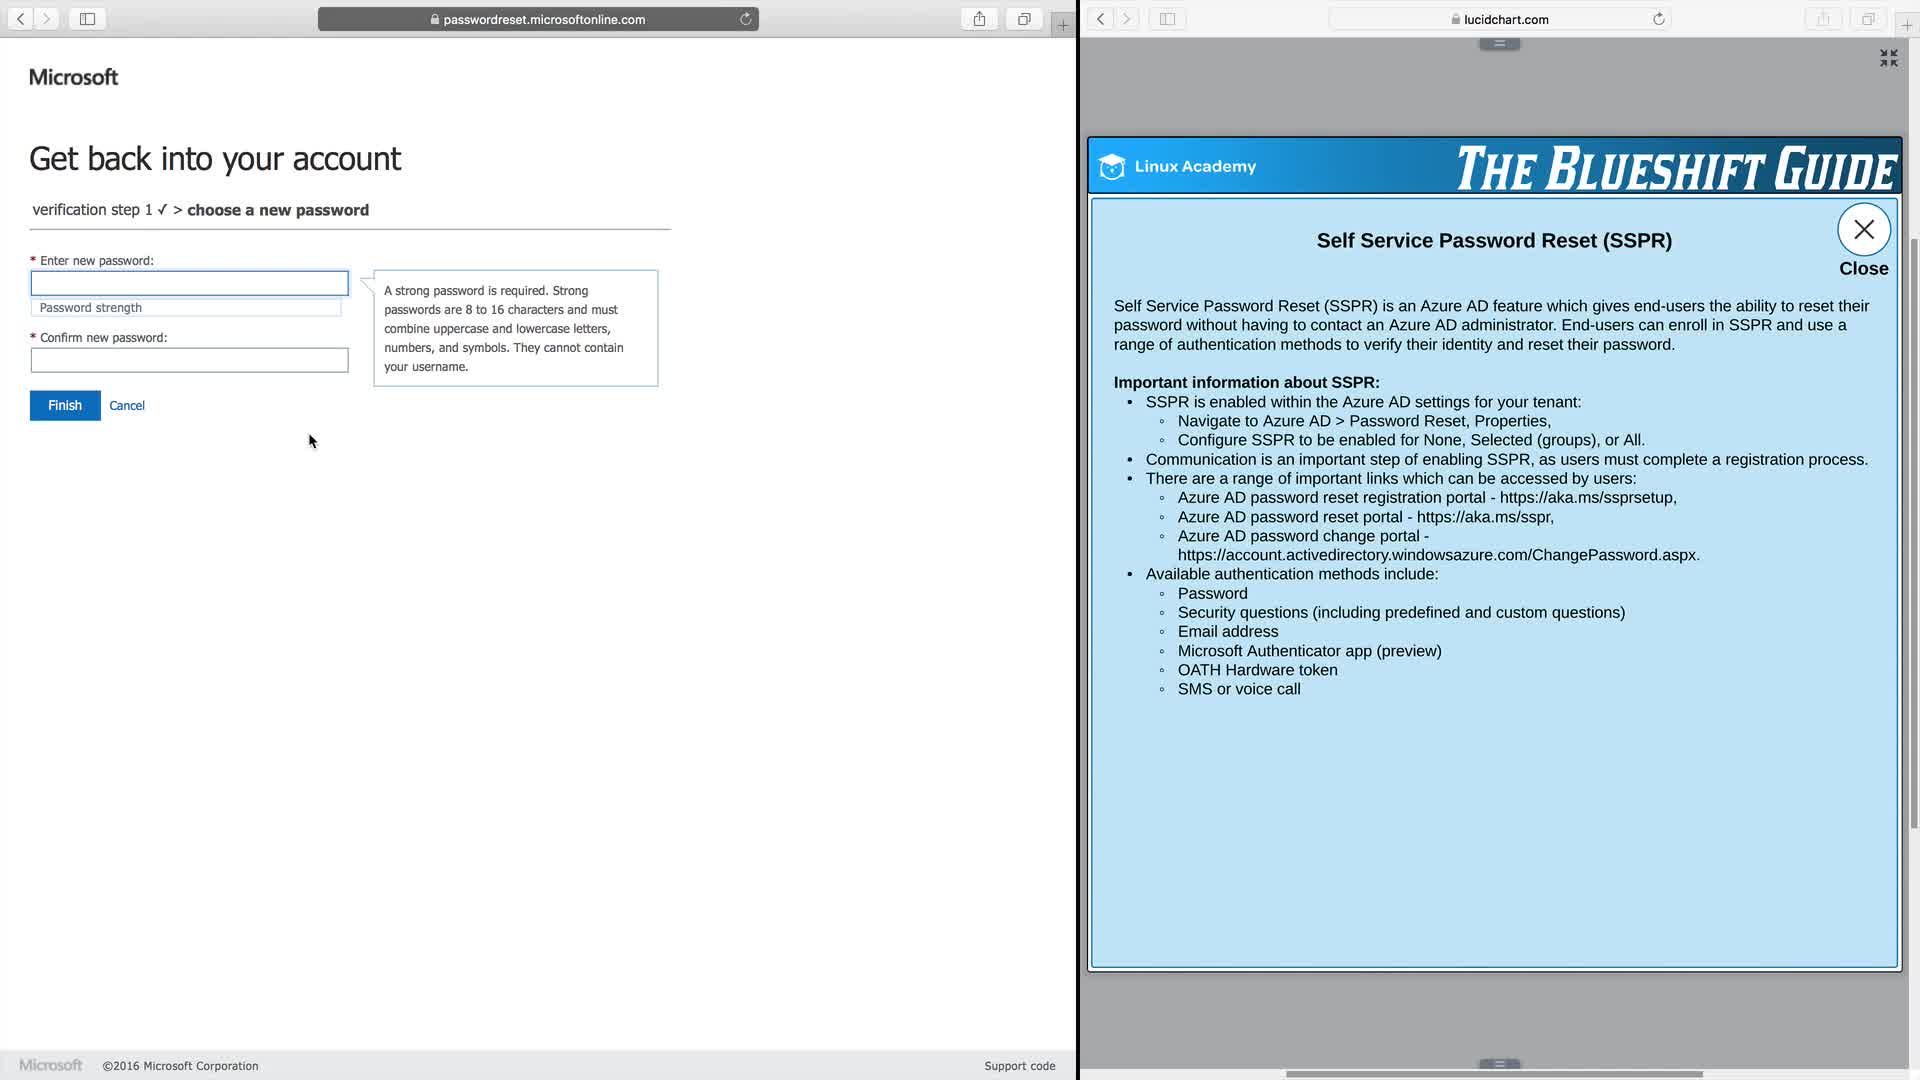 passwordreset.microsoftonline.com
Microsoft
Get back into your account
verification step 1 ✓ > choose a new password
* Enter new password:
Password strength
* Confirm new password:
A strong password is required. Strong
passwords are 8 to 16 characters and must
combine uppercase and lowercase letters,
numbers, and symbols. They cannot contain
your username.
Finish
Cancel
Microsoft
©2016 Microsoft Corporation
Support code
lucidchart.com
Linux Academy
THE BLUESHIFT GUIDE
Self Service Password Reset (SSPR)
Close
Self Service Password Reset (SSPR) is an Azure AD feature which gives end-users the ability to reset their
password without having to contact an Azure AD administrator. End-users can enroll in SSPR and use a
range of authentication methods to verify their identity and reset their password.
Important information about SSPR:
• SSPR is enabled within the Azure AD settings for your tenant:
◦ Navigate to Azure AD > Password Reset, Properties,
◦ Configure SSPR to be enabled for None, Selected (groups), or All.
• Communication is an important step of enabling SSPR, as users must complete a registration process.
• There are a range of important links which can be accessed by users:
◦ Azure AD password reset registration portal - https://aka.ms/ssprsetup,
◦ Azure AD password reset portal - https://aka.ms/sspr,
◦ Azure AD password change portal -
https://account.activedirectory.windowsazure.com/ChangePassword.aspx.
• Available authentication methods include:
◦ Password
◦ Security questions (including predefined and custom questions)
◦ Email address
◦ Microsoft Authenticator app (preview)
◦ OATH Hardware token
◦ SMS or voice call